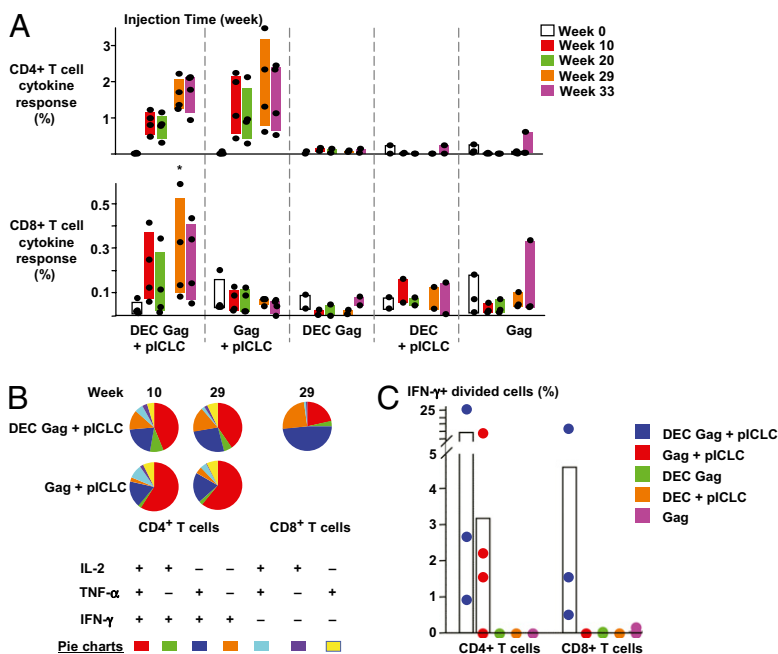 A
Injection Time (week)
Week 0
Week 10
Week 20
Week 29
Week 33
CD4+ T cell
cytokine
response
(%)
3
2
1
*
CD8+ T cell
cytokine
response
(%)
0.5
0.3
0.1
DEC Gag
+ pICLC
Gag
+ pICLC
DEC Gag
DEC
+ pICLC
Gag
B
Week 10 29 29
DEC Gag + pICLC
Gag + pICLC
CD4+ T cells CD8+ T cells
IL-2 + + – – + + –
TNF-α + – + – + – +
IFN-γ + + + + – – –
Pie charts
C
IFN-γ+ divided cells (%)
25
5
4
3
2
1
0
CD4+ T cells CD8+ T cells
DEC Gag + pICLC
Gag + pICLC
DEC Gag
DEC + pICLC
Gag